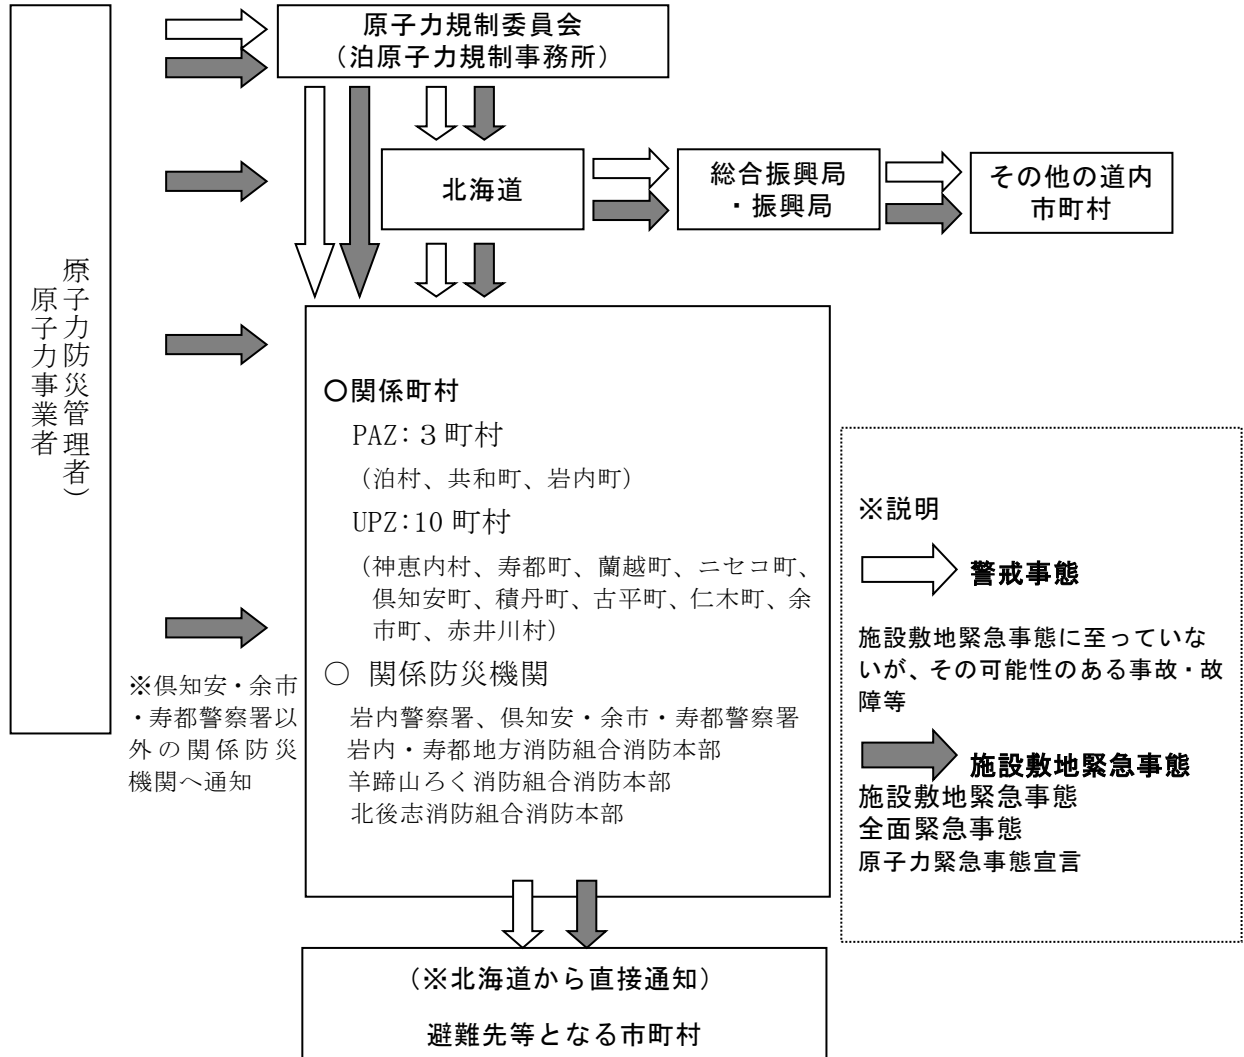 原子力規制委員会
（泊原子力規制事務所）
北海道
総合振興局
・振興局
その他の道内
市町村
原子力事業者
（原子力防災管理者）
〇関係町村
PAZ：３町村
（泊村、共和町、岩内町）
UPZ：10町村
（神恵内村、寿都町、蘭越町、ニセコ町、
倶知安町、積丹町、古平町、仁木町、余
市町、赤井川村）
○ 関係防災機関
岩内警察署、倶知安・余市・寿都警察署
岩内・寿都地方消防組合消防本部
羊蹄山ろく消防組合消防本部
北後志消防組合消防本部
※倶知安・余市
・寿都警察署以
外の関係防災
機関へ通知
※説明
警戒事態
施設敷地緊急事態に至っていな
いが、その可能性のある事故・故
障等
施設敷地緊急事態
施設敷地緊急事態
全面緊急事態
原子力緊急事態宣言
（※北海道から直接通知）
避難先等となる市町村